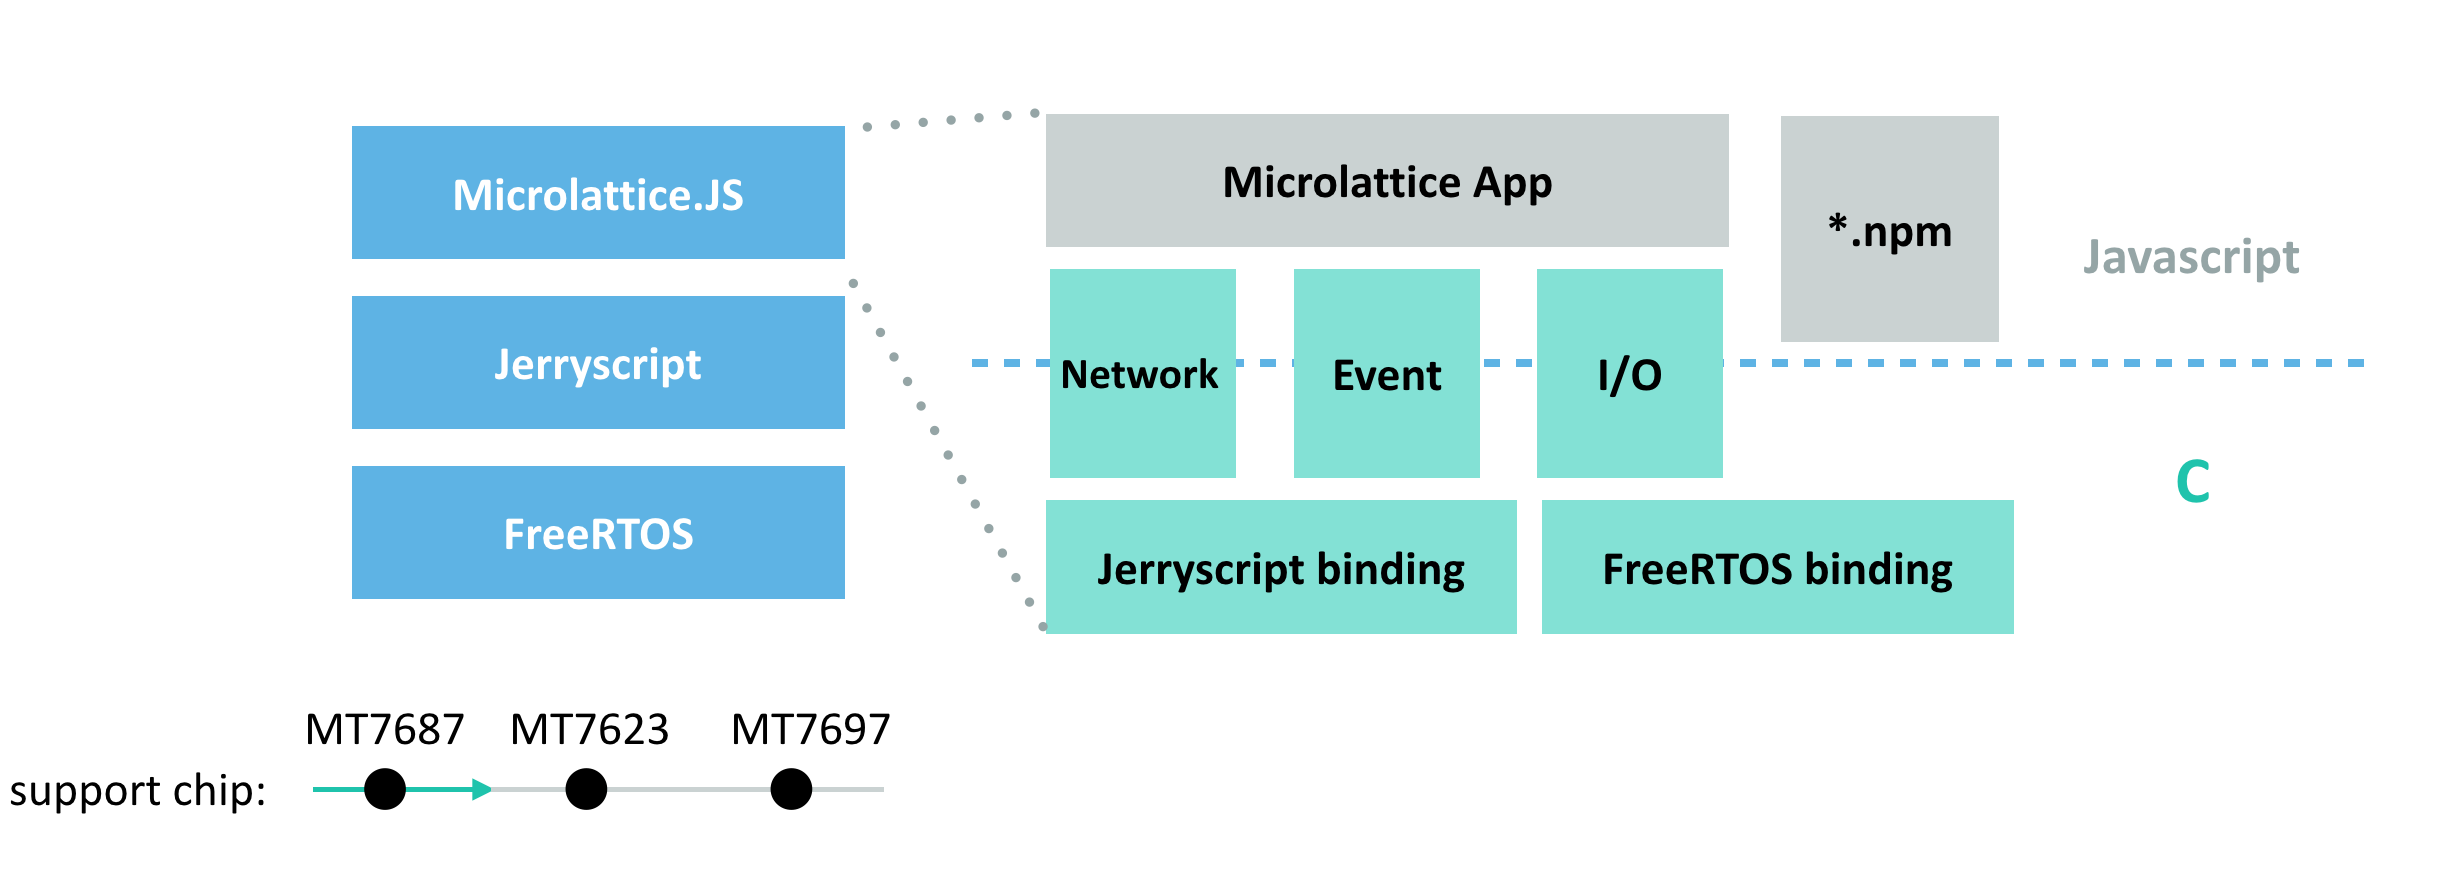 Microlattice.JS
Jerryscript
FreeRTOS
Microlattice App
*.npm
Javascript
Network
Event
I/O
C
Jerryscript binding
FreeRTOS binding
MT7687
MT7623
MT7697
support chip: